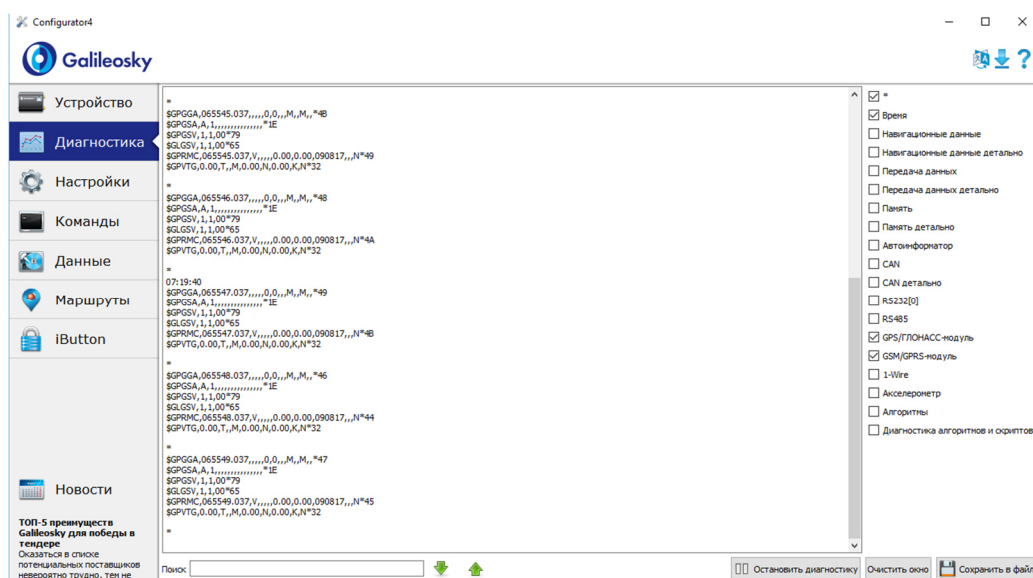 Configurator4
Galileosky
Устройство
Диагностика
Настройки
Команды
Данные
Маршруты
iButton
Новости
ТОП-5 преимуществ
Galileosky для победы в
тендере
Оказаться в списке
потенциальных поставщиков
невероятно трудно, тем не
*
$GPGGA,065545.037,,,,,0,0,,,M,,M,,*4B
$GPGSA,A,1,,,,,,,,,,,,,,,*1E
$GPGSV,1,1,00*79
$GLGSV,1,1,00*65
$GPRMC,065545.037,V,,,,,0.00,0.00,090817,,,N*49
$GPVTG,0.00,T,,M,0.00,N,0.00,K,N*32
*
$GPGGA,065546.037,,,,,0,0,,,M,,M,,*48
$GPGSA,A,1,,,,,,,,,,,,,,,*1E
$GPGSV,1,1,00*79
$GLGSV,1,1,00*65
$GPRMC,065546.037,V,,,,,0.00,0.00,090817,,,N*4A
$GPVTG,0.00,T,,M,0.00,N,0.00,K,N*32
*
07:19:40
$GPGGA,065547.037,,,,,0,0,,,M,,M,,*49
$GPGSA,A,1,,,,,,,,,,,,,,,*1E
$GPGSV,1,1,00*79
$GLGSV,1,1,00*65
$GPRMC,065547.037,V,,,,,0.00,0.00,090817,,,N*4B
$GPVTG,0.00,T,,M,0.00,N,0.00,K,N*32
*
$GPGGA,065548.037,,,,,0,0,,,M,,M,,*46
$GPGSA,A,1,,,,,,,,,,,,,,,*1E
$GPGSV,1,1,00*79
$GLGSV,1,1,00*65
$GPRMC,065548.037,V,,,,,0.00,0.00,090817,,,N*44
$GPVTG,0.00,T,,M,0.00,N,0.00,K,N*32
*
$GPGGA,065549.037,,,,,0,0,,,M,,M,,*47
$GPGSA,A,1,,,,,,,,,,,,,,,*1E
$GPGSV,1,1,00*79
$GLGSV,1,1,00*65
$GPRMC,065549.037,V,,,,,0.00,0.00,090817,,,N*45
$GPVTG,0.00,T,,M,0.00,N,0.00,K,N*32
*
*
Время
Навигационные данные
Навигационные данные детально
Передача данных
Передача данных детально
Память
Память детально
Автоинформатор
CAN
CAN детально
RS232[0]
RS485
GPS/ГЛОНАСС-модуль
GSM/GPRS-модуль
1-Wire
Акселерометр
Алгоритмы
Диагностика алгоритмов и скриптов
Поиск
Остановить диагностику
Очистить окно
Сохранить в файл